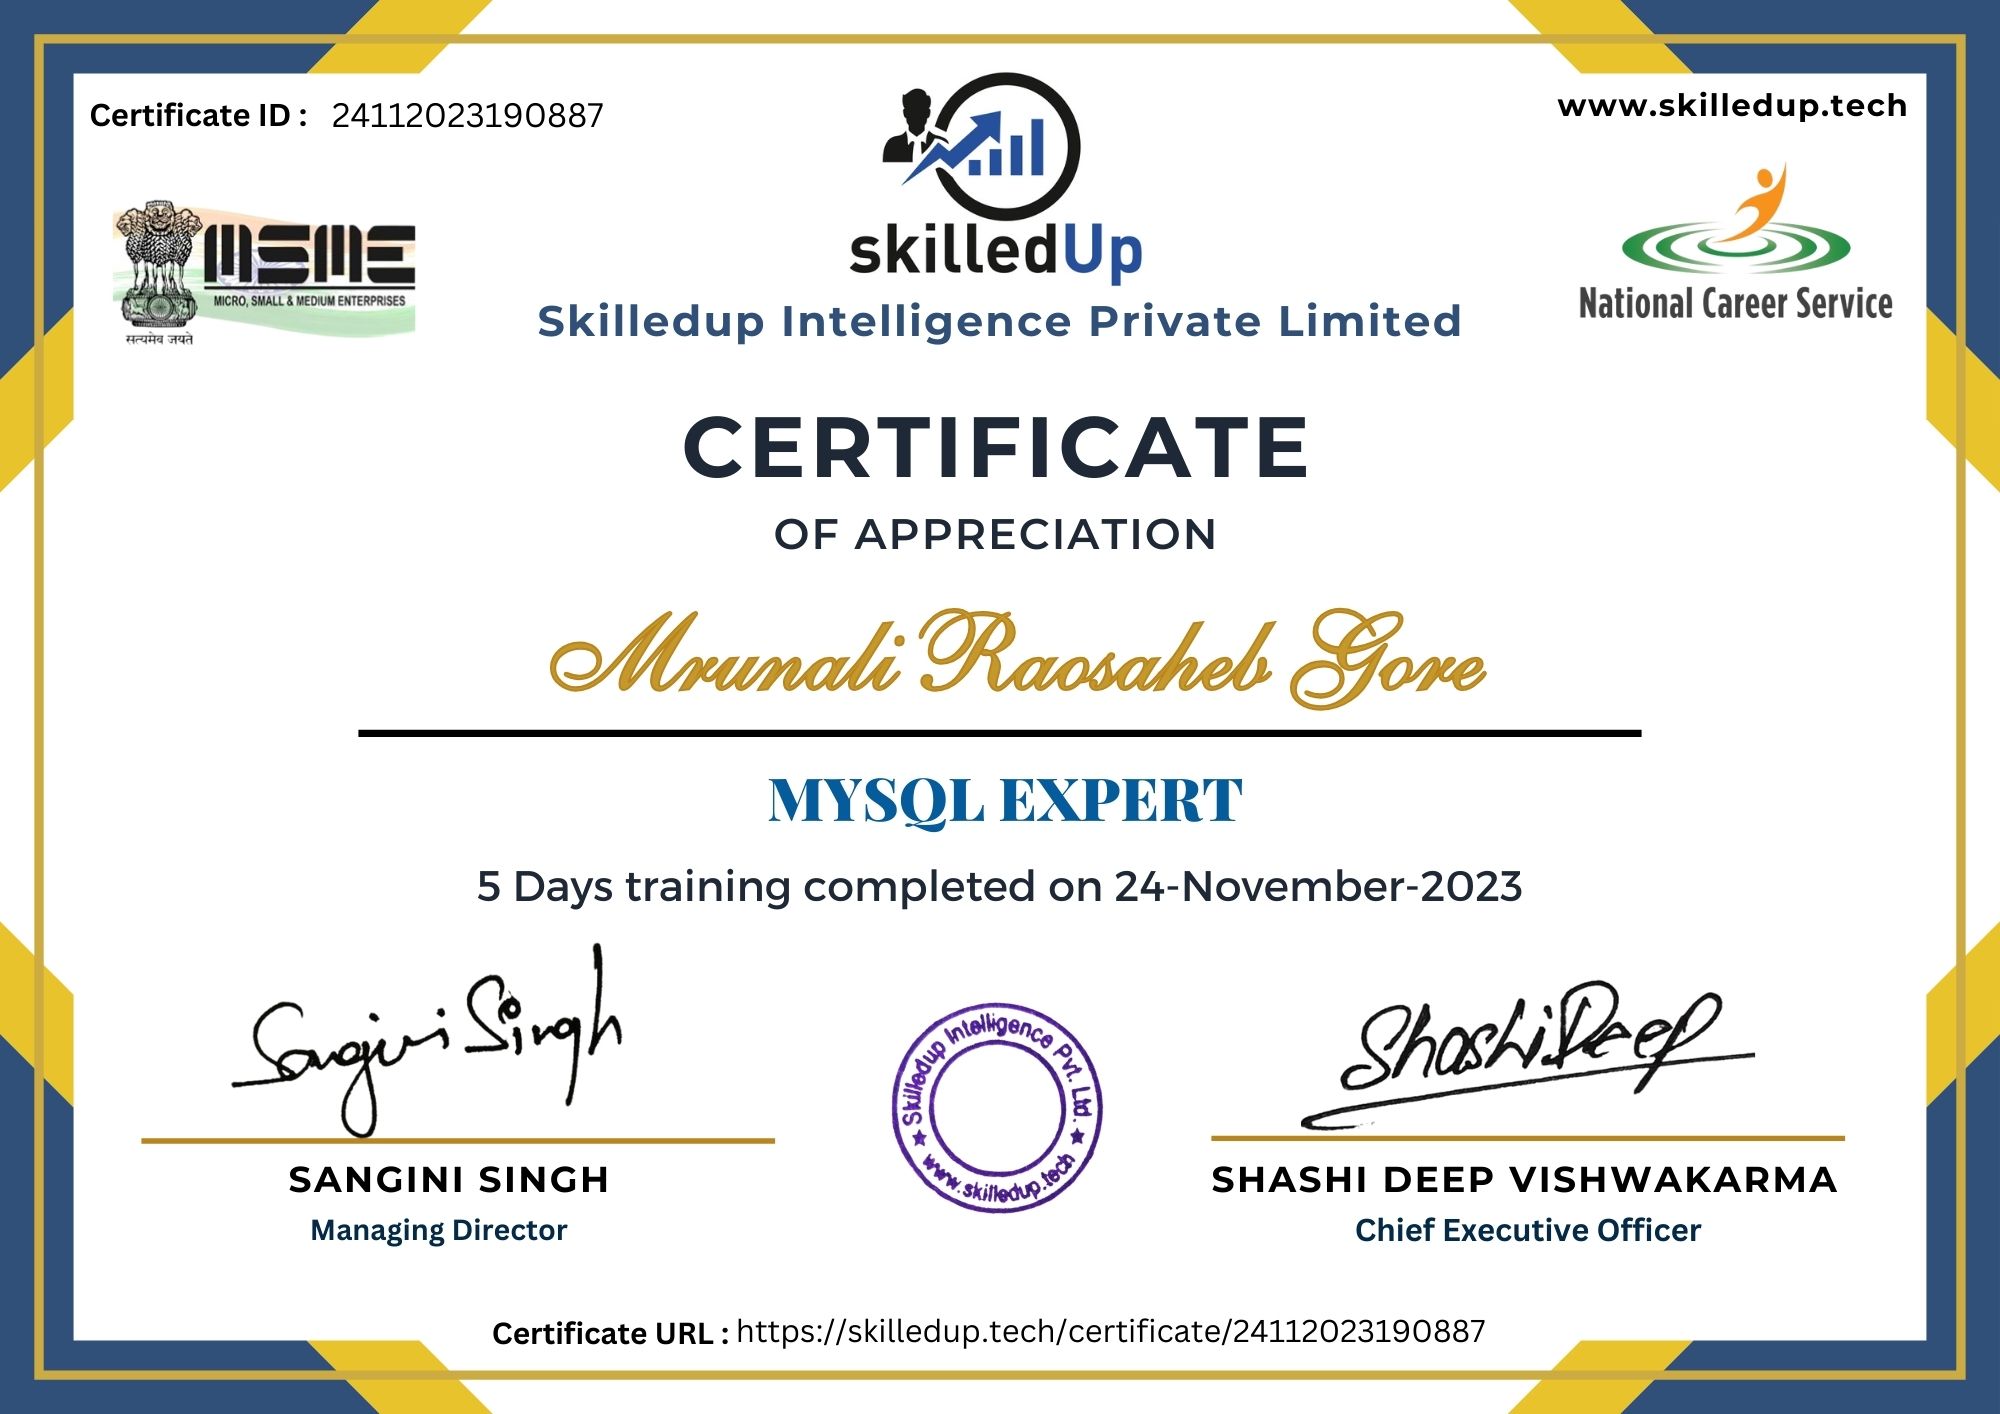 Certificate ID : 24112023190887
www.skilledup.tech
MSME
MICRO, SMALL & MEDIUM ENTERPRISES
सत्यमेव जयते
skilledUp
Skilledup Intelligence Private Limited
National Career Service
CERTIFICATE
OF APPRECIATION
Mrunali Raosaheb Gore
MYSQL EXPERT
5 Days training completed on 24-November-2023
Sangini Singh
Shashi Deep
Skilledup Intelligence Pvt. Ltd.
www.skilledup.tech
SANGINI SINGH
Managing Director
SHASHI DEEP VISHWAKARMA
Chief Executive Officer
Certificate URL : https://skilledup.tech/certificate/24112023190887